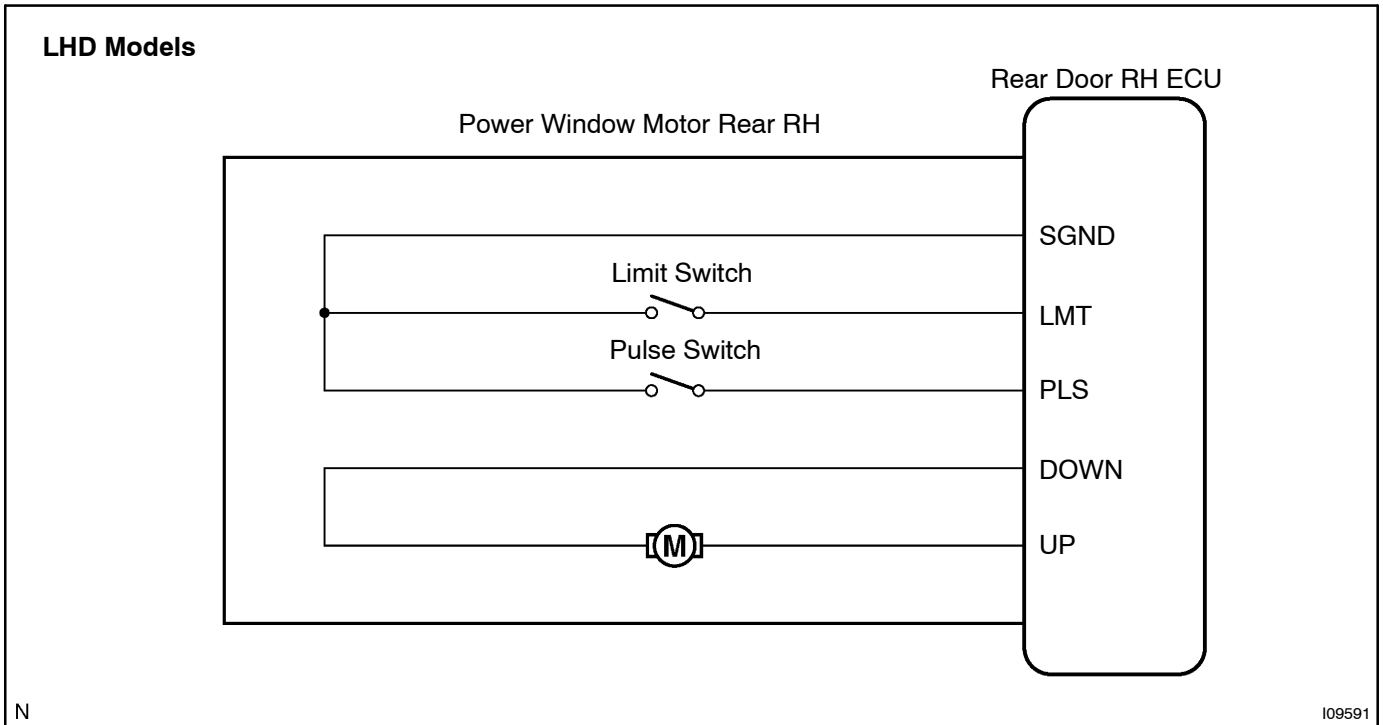 LHD Models
Rear Door RH ECU
Power Window Motor Rear RH
SGND
Limit Switch
LMT
Pulse Switch
PLS
DOWN
M
UP
N
I09591